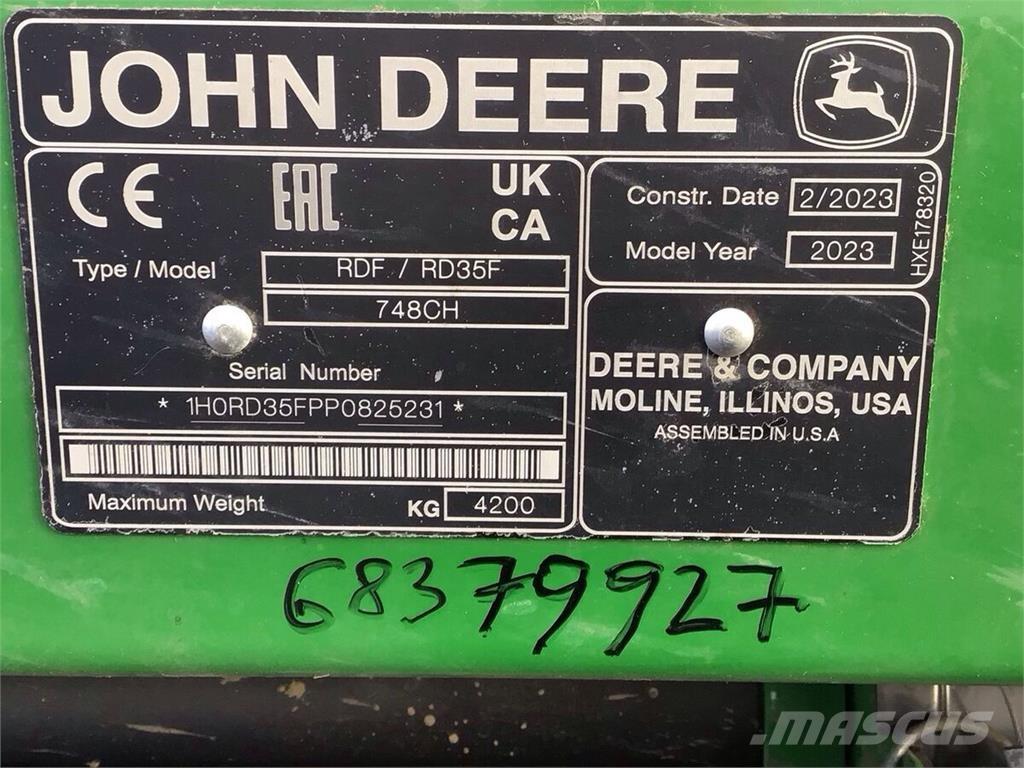 JOHN DEERE
CE EAC UK CA
Type / Model RDF / RD35F
748CH
Serial Number
* 1H0RD35FPP0825231 *
Maximum Weight KG 4200
Constr. Date 2/2023
Model Year 2023
HXE178320
DEERE & COMPANY
MOLINE, ILLINOS, USA
ASSEMBLED IN U.S.A
68379927
MASCUS